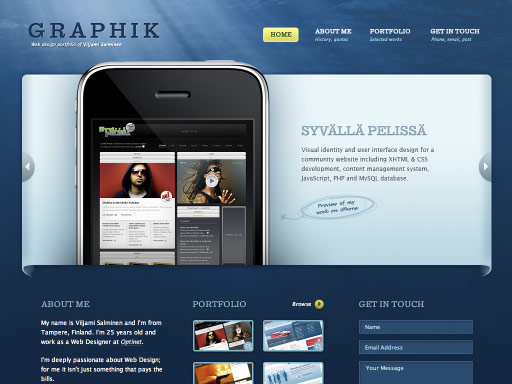 GRAPHIK
Web design portfolio of Viljami Salminen
HOME
ABOUT ME
History, quotes
PORTFOLIO
Selected works
GET IN TOUCH
Phone, email, post
SYVÄLLÄ PELISSÄ
Visual identity and user interface design for a
community website including XHTML & CSS
development, content management system,
JavaScript, PHP and MySQL database.
Preview of my
work on iPhone
ABOUT ME
My name is Viljami Salminen and I'm from
Tampere, Finland. I'm 25 years old and
work as a Web Designer at Optinet.
I'm deeply passionate about Web Design;
for me it isn't just something that pays the
bills.
PORTFOLIO
Browse
GET IN TOUCH
Name
Email Address
Your Message